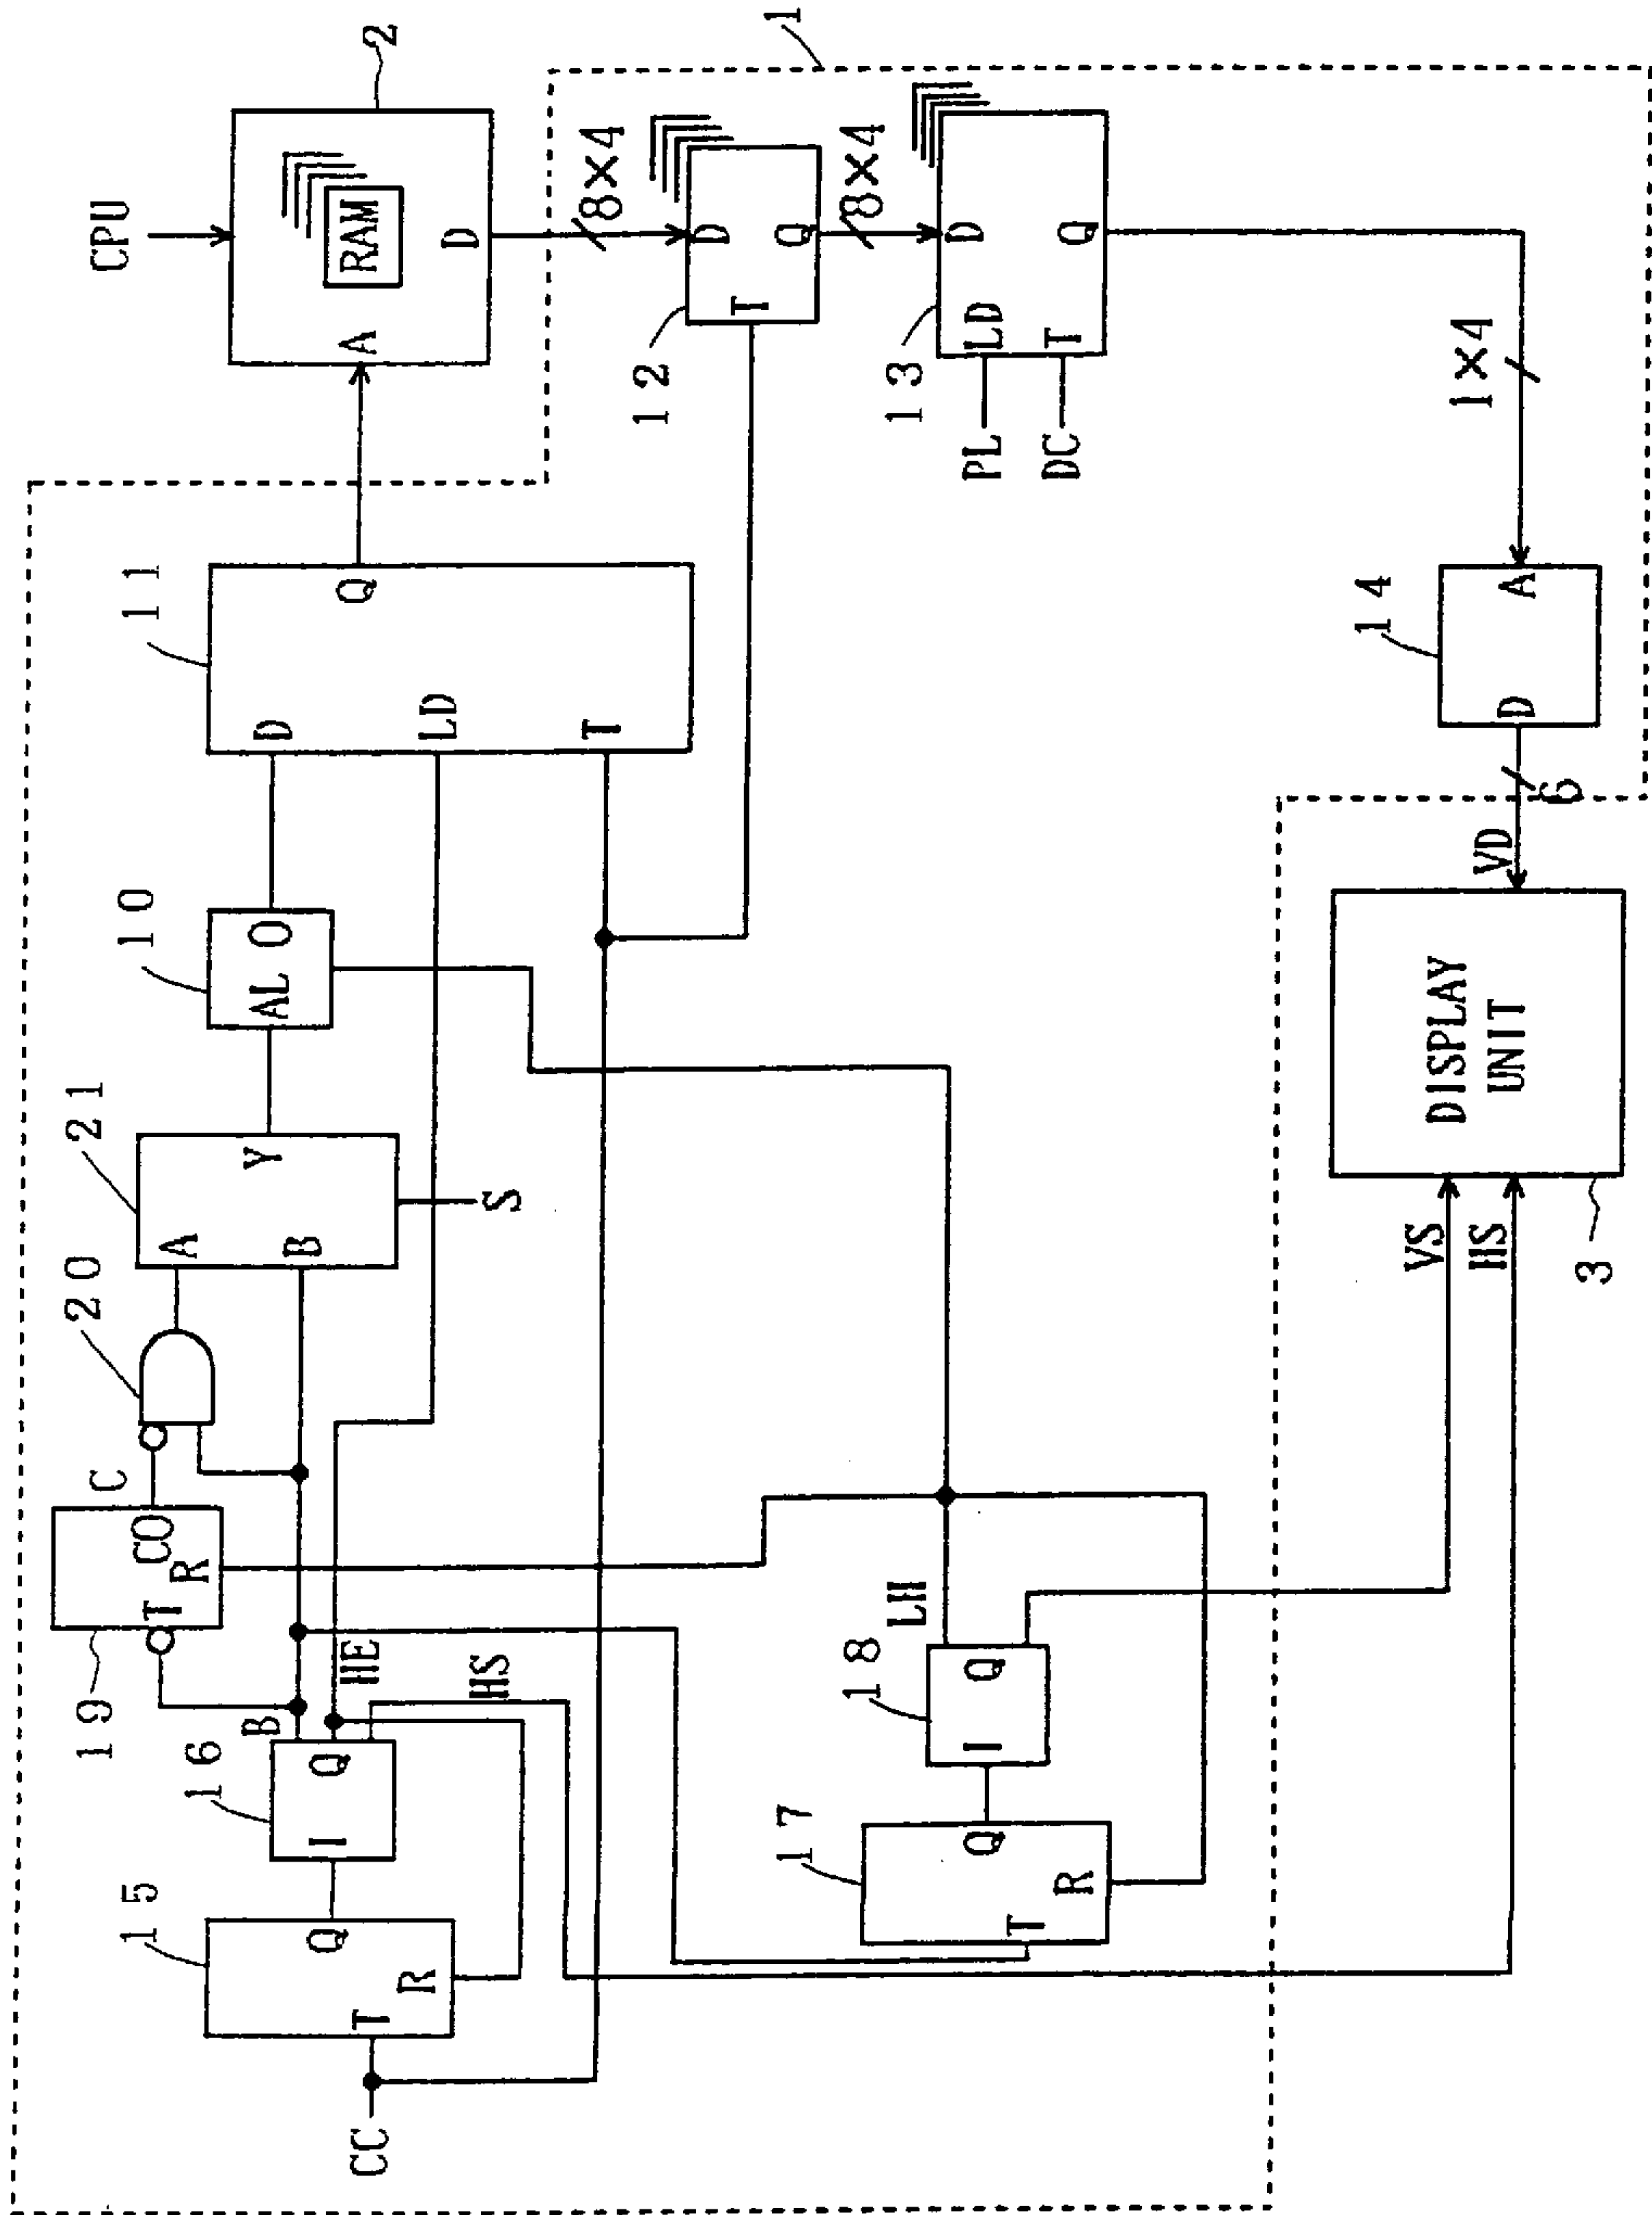 1
CPU
2
RAM
A
D
8×4
D
T
Q
12
8×4
D
LD
T
Q
13
PL
DC
1×4
11
D
LD
T
Q
10
AL O
21
A
B
Y
S
20
C
19
T
CO
R
B
HE
HS
16
I
Q
15
T
R
Q
CC
17
T
R
Q
18
I
Q
LH
14
A
D
6
VD
DISPLAY
UNIT
VS
HS
3